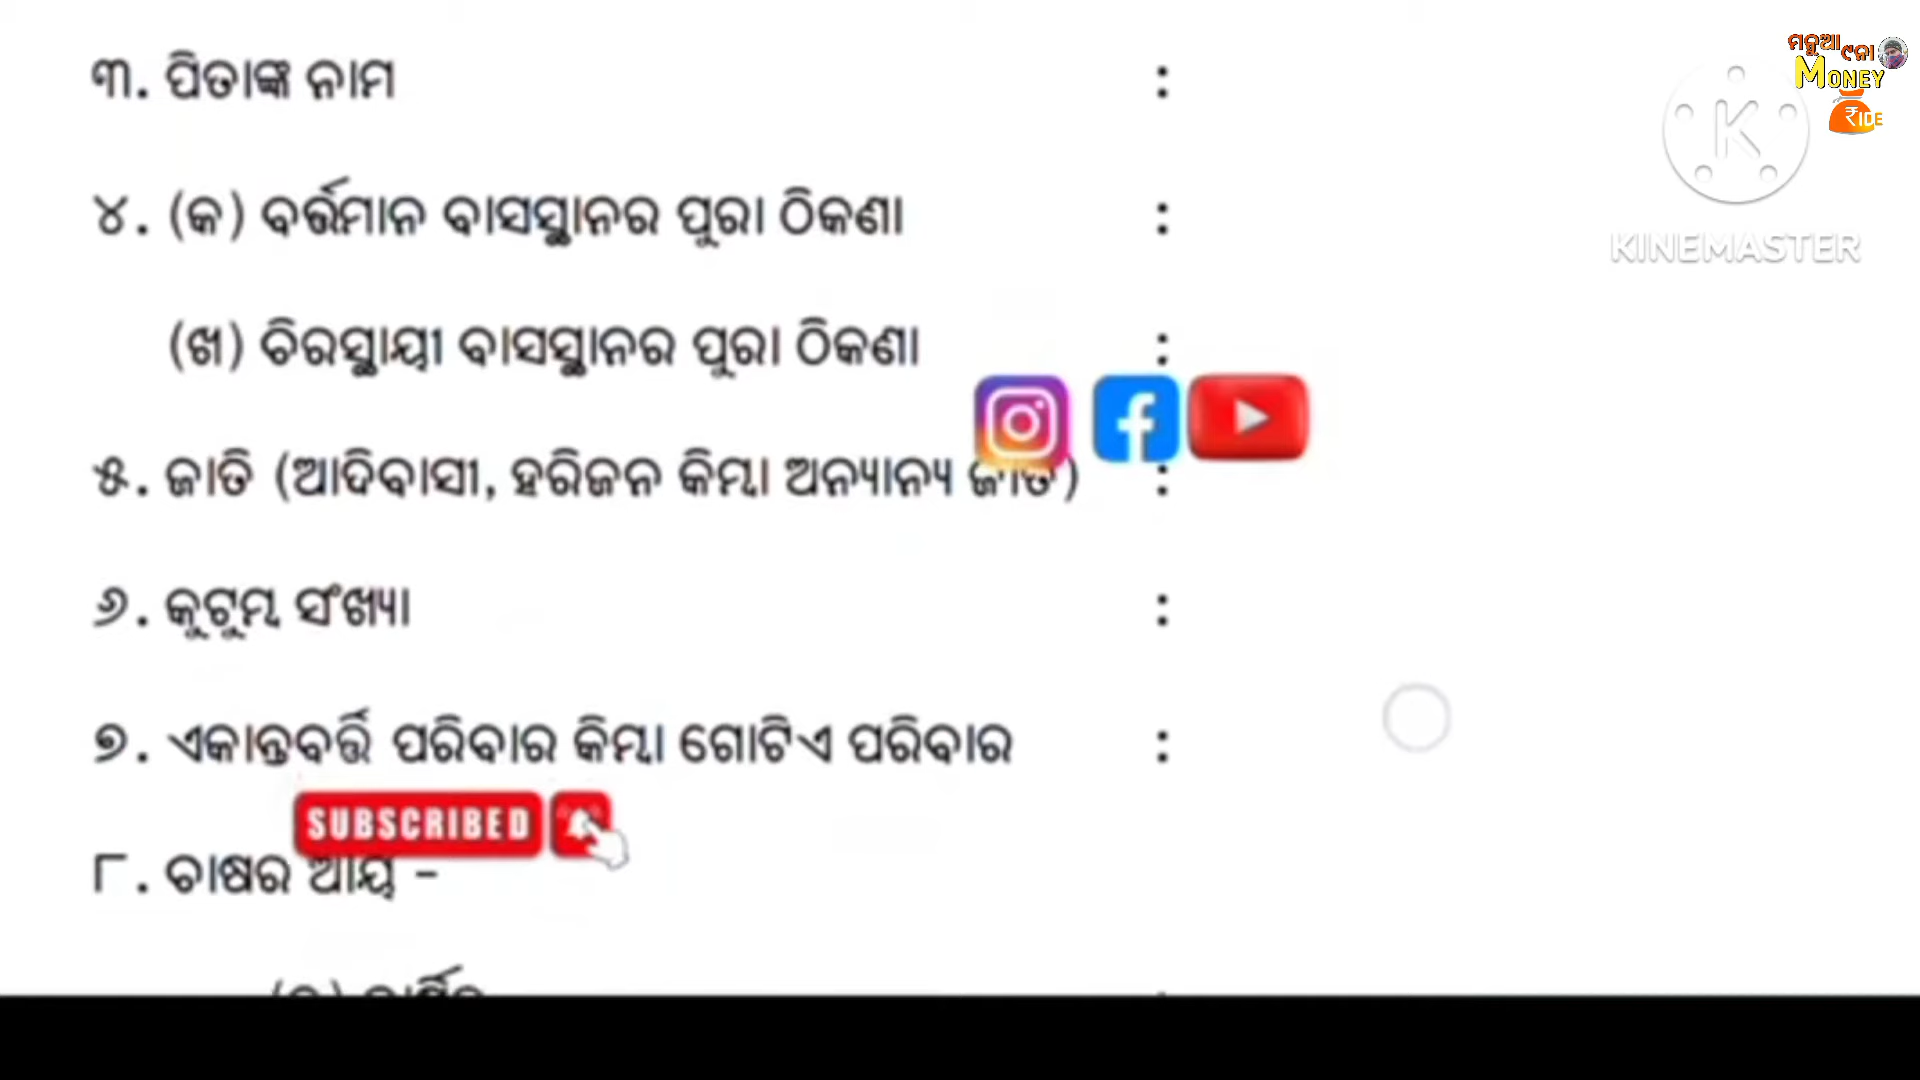 ୩. ପିତାଙ୍କ ନାମ :
୪. (କ) ବର୍ତ୍ତମାନ ବାସସ୍ଥାନର ପୁରା ଠିକଣା :
(ଖ) ଚିରସ୍ଥାୟୀ ବାସସ୍ଥାନର ପୁରା ଠିକଣା :
୫. ଜାତି (ଆଦିବାସୀ, ହରିଜନ କିମ୍ବା ଅନ୍ୟାନ୍ୟ ଜାତି) :
୬. କୁଟୁମ୍ବ ସଂଖ୍ୟା :
୭. ଏକାନ୍ତବର୍ତ୍ତି ପରିବାର କିମ୍ବା ଗୋଟିଏ ପରିବାର :
SUBSCRIBED
୮. ଚାଷର ଆୟ –
MONEY
₹IDE
KINEMASTER